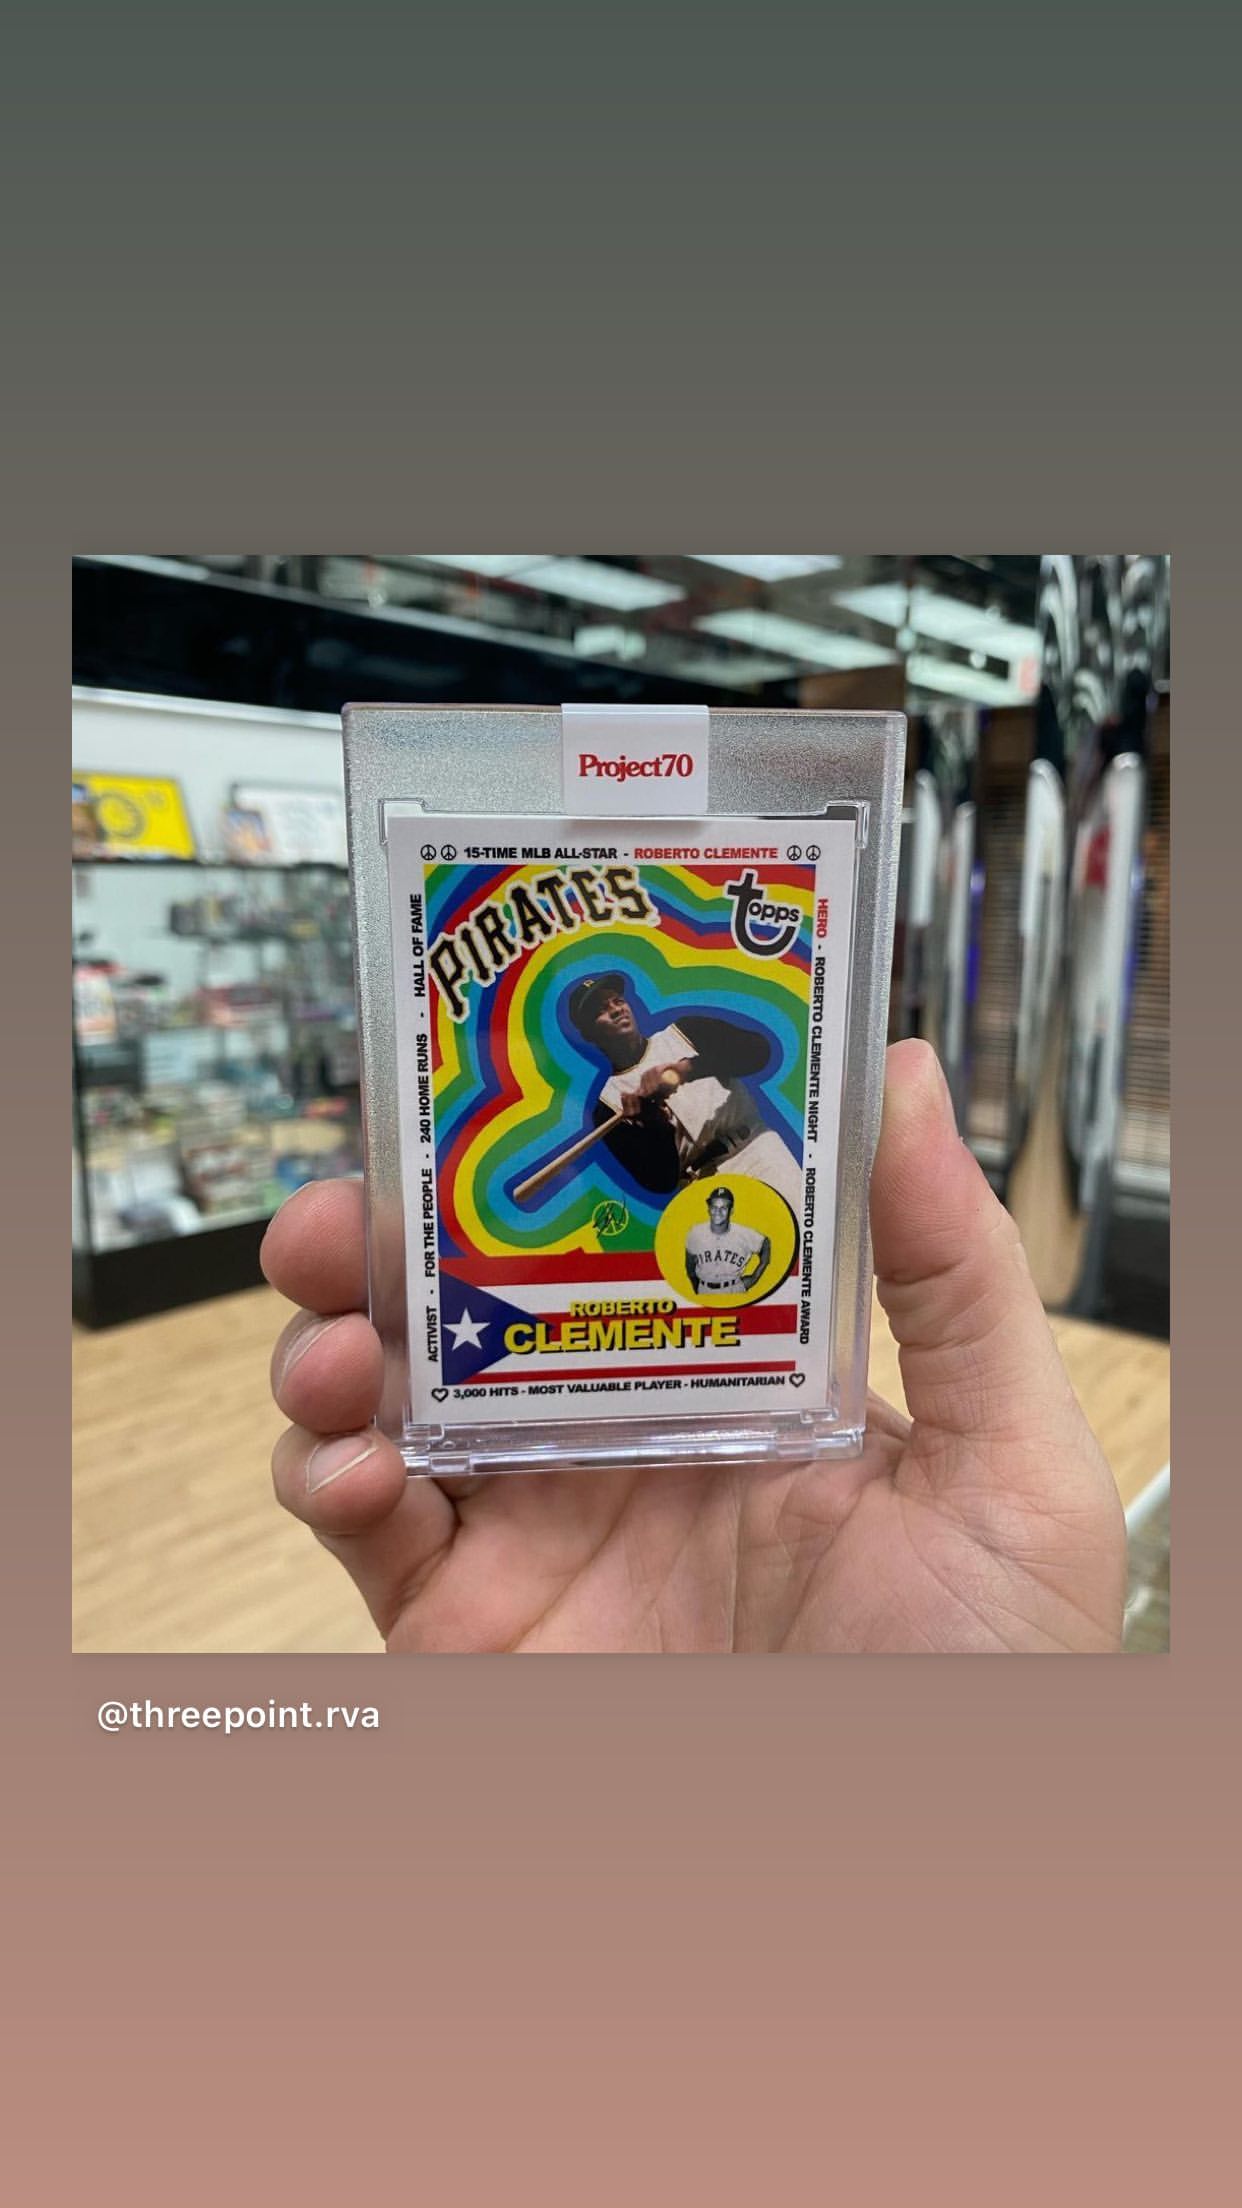 Project70
15-TIME MLB ALL-STAR - ROBERTO CLEMENTE
PIRATES
topps
ACTIVIST - FOR THE PEOPLE - 240 HOME RUNS - HALL OF FAME
HERO - ROBERTO CLEMENTE NIGHT - ROBERTO CLEMENTE AWARD
P
P
PIRATES
ROBERTO
CLEMENTE
3,000 HITS - MOST VALUABLE PLAYER - HUMANITARIAN
@threepoint.rva